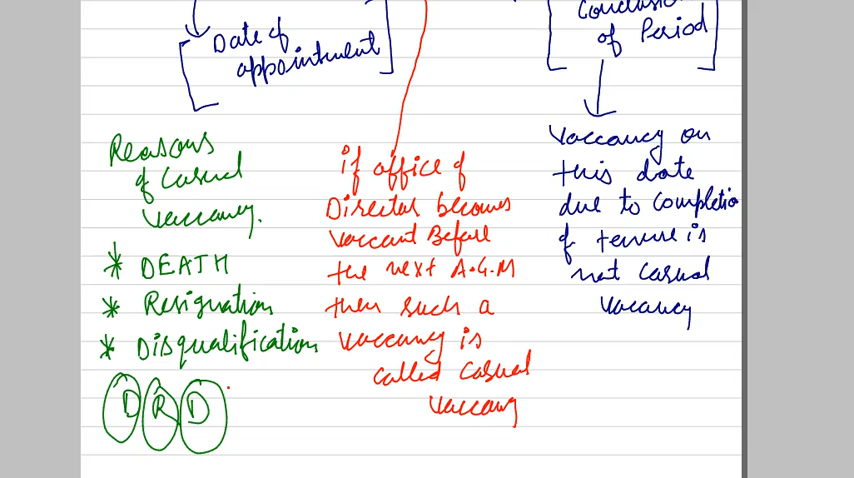 Date of
appointment
Conclusion
of Period
Reasons
of Casual
Vaccancy.
* DEATH
* Resignation
* Disqualification
D R D
if office of
Director becomes
Vaccant Before
the next A.G.M
then such a
Vaccancy is
called Casual
Vaccancy
Vaccancy on
this date
due to Completio
of tenure is
not Casual
Vacancy